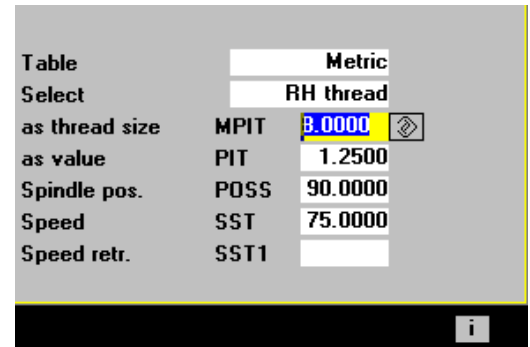 Table Metric
Select RH thread
as thread size MPIT 8.0000
as value PIT 1.2500
Spindle pos. POSS 90.0000
Speed SST 75.0000
Speed retr. SST1
i